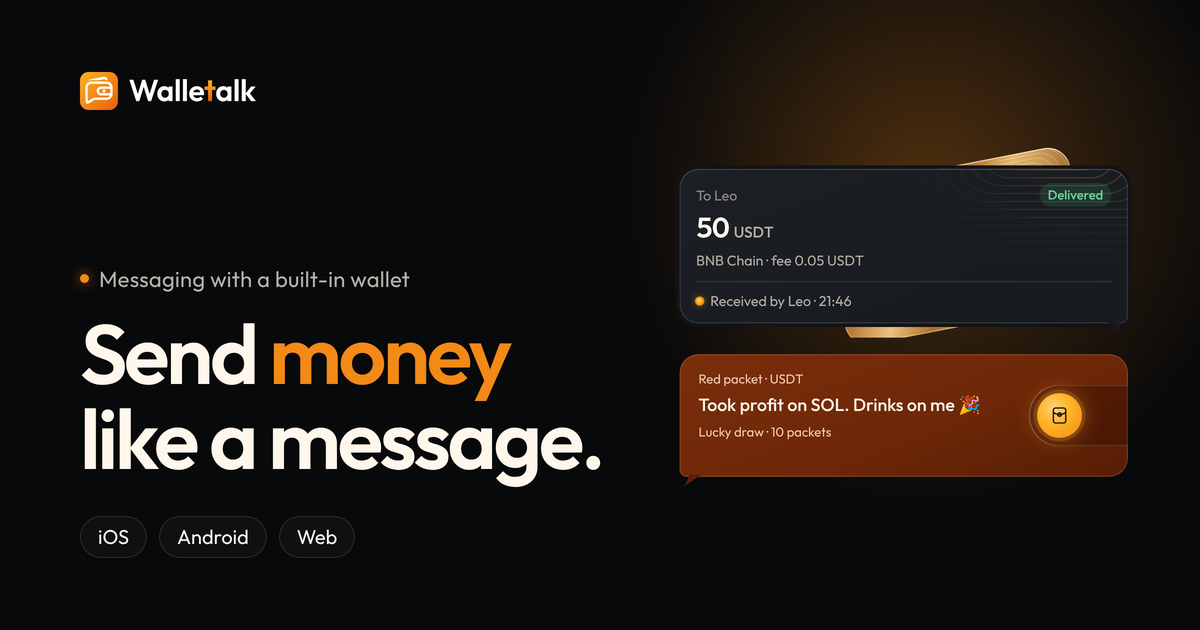 Walletalk
Messaging with a built-in wallet
Send money
like a message.
iOS
Android
Web
To Leo
Delivered
50 USDT
BNB Chain · fee 0.05 USDT
Received by Leo · 21:46
Red packet · USDT
Took profit on SOL. Drinks on me 🎉
Lucky draw · 10 packets